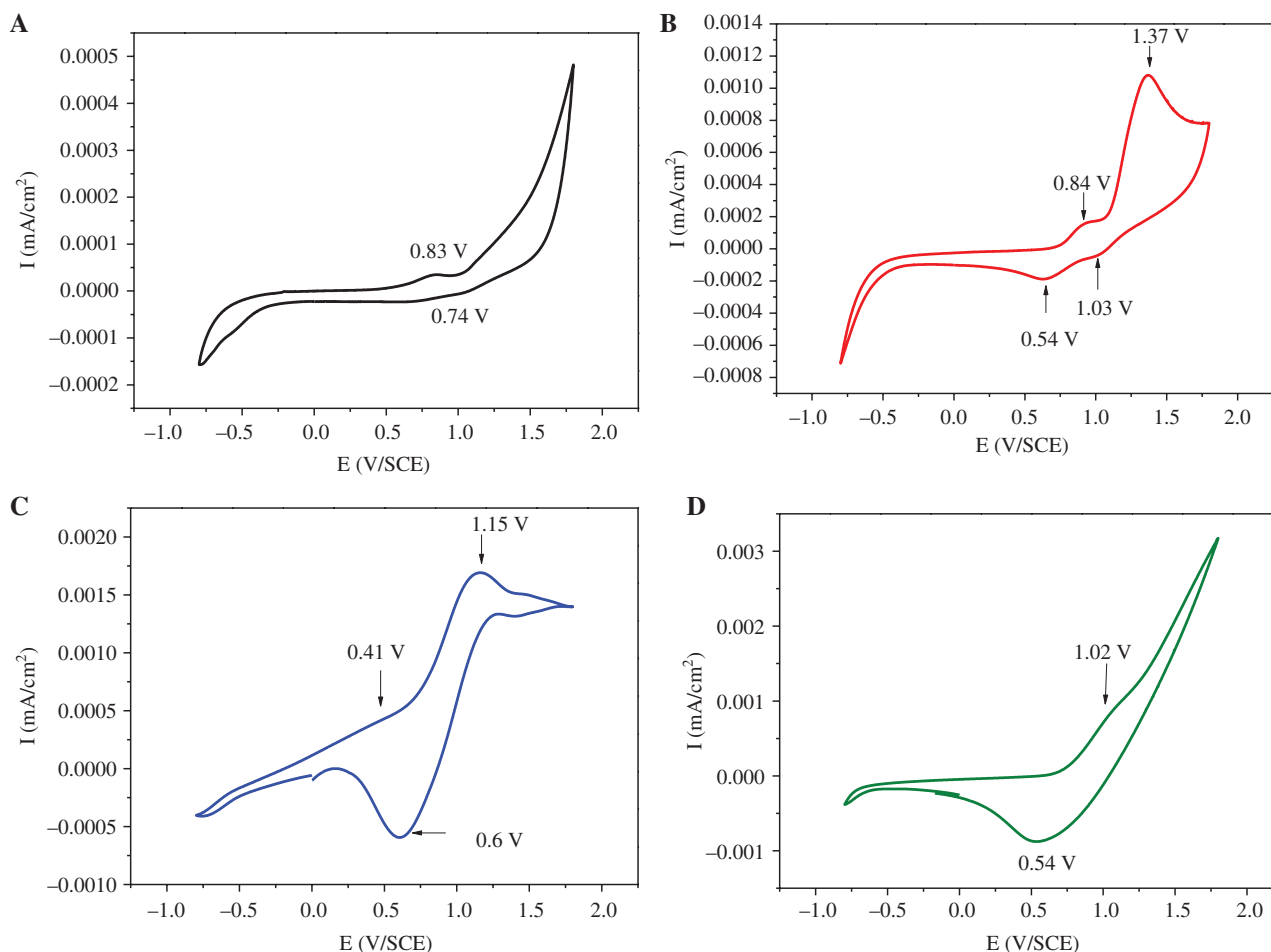 A
0.0005
0.0004
0.0003
0.0002
0.0001
0.0000
−0.0001
−0.0002
I (mA/cm²)
0.83 V
0.74 V
−1.0 −0.5 0.0 0.5 1.0 1.5 2.0
E (V/SCE)
B
0.0014
0.0012
0.0010
0.0008
0.0006
0.0004
0.0002
0.0000
−0.0002
−0.0004
−0.0006
−0.0008
I (mA/cm²)
1.37 V
0.84 V
1.03 V
0.54 V
−1.0 −0.5 0.0 0.5 1.0 1.5 2.0
E (V/SCE)
C
0.0020
0.0015
0.0010
0.0005
0.0000
−0.0005
−0.0010
I (mA/cm²)
1.15 V
0.41 V
0.6 V
−1.0 −0.5 0.0 0.5 1.0 1.5 2.0
E (V/SCE)
D
0.003
0.002
0.001
0.000
−0.001
I (mA/cm²)
1.02 V
0.54 V
−1.0 −0.5 0.0 0.5 1.0 1.5 2.0
E (V/SCE)